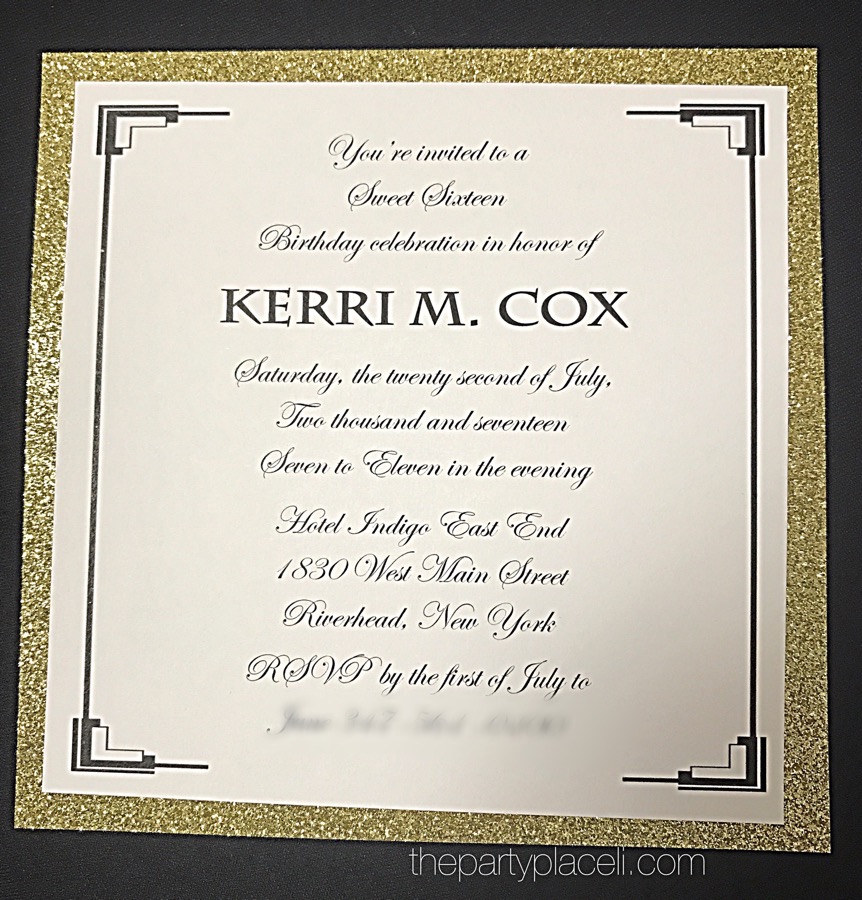 You're invited to a
Sweet Sixteen
Birthday celebration in honor of
KERRI M. COX
Saturday, the twenty second of July,
Two thousand and seventeen
Seven to Eleven in the evening
Hotel Indigo East End
1830 West Main Street
Riverhead, New York
RSVP by the first of July to
thepartyplaceli.com